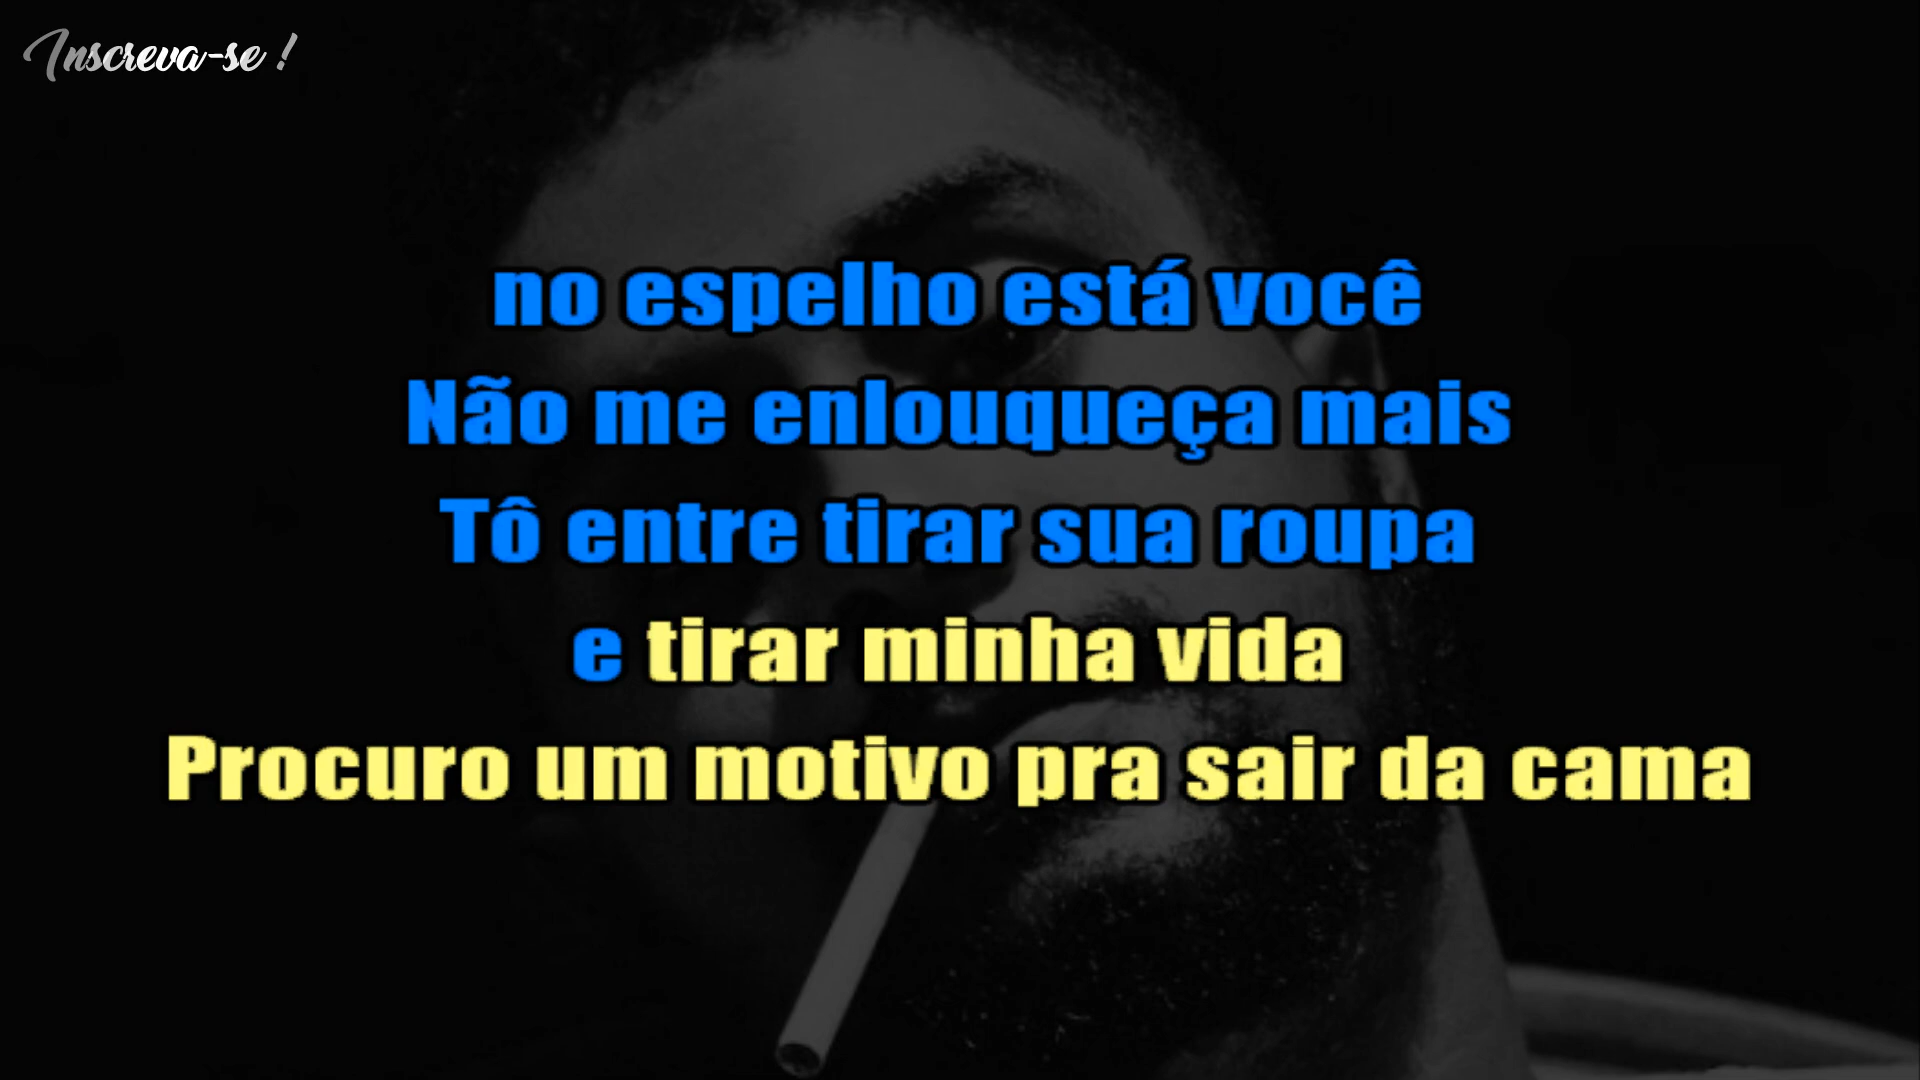 Inscreva-se !
no espelho está você
Não me enlouqueça mais
Tô entre tirar sua roupa
e tirar minha vida
Procuro um motivo pra sair da cama